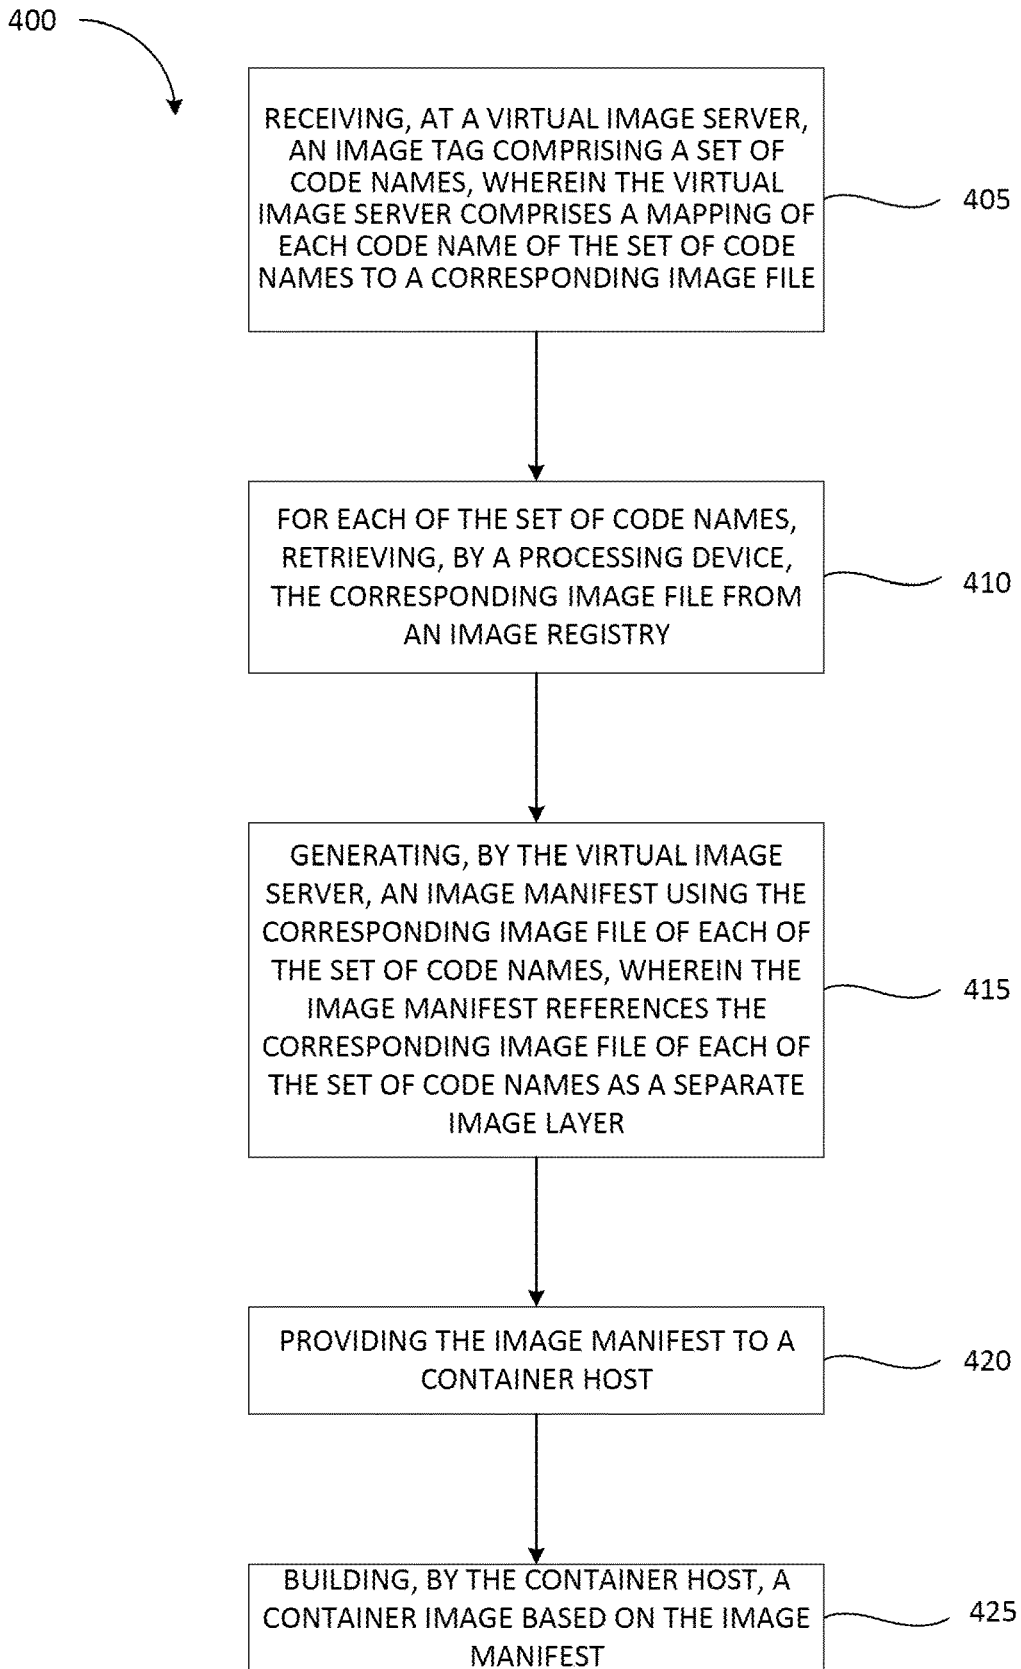 400
RECEIVING, AT A VIRTUAL IMAGE SERVER,
AN IMAGE TAG COMPRISING A SET OF
CODE NAMES, WHEREIN THE VIRTUAL
IMAGE SERVER COMPRISES A MAPPING OF
EACH CODE NAME OF THE SET OF CODE
NAMES TO A CORRESPONDING IMAGE FILE
405
FOR EACH OF THE SET OF CODE NAMES,
RETRIEVING, BY A PROCESSING DEVICE,
THE CORRESPONDING IMAGE FILE FROM
AN IMAGE REGISTRY
410
GENERATING, BY THE VIRTUAL IMAGE
SERVER, AN IMAGE MANIFEST USING THE
CORRESPONDING IMAGE FILE OF EACH OF
THE SET OF CODE NAMES, WHEREIN THE
IMAGE MANIFEST REFERENCES THE
CORRESPONDING IMAGE FILE OF EACH OF
THE SET OF CODE NAMES AS A SEPARATE
IMAGE LAYER
415
PROVIDING THE IMAGE MANIFEST TO A
CONTAINER HOST
420
BUILDING, BY THE CONTAINER HOST, A
CONTAINER IMAGE BASED ON THE IMAGE
MANIFEST
425